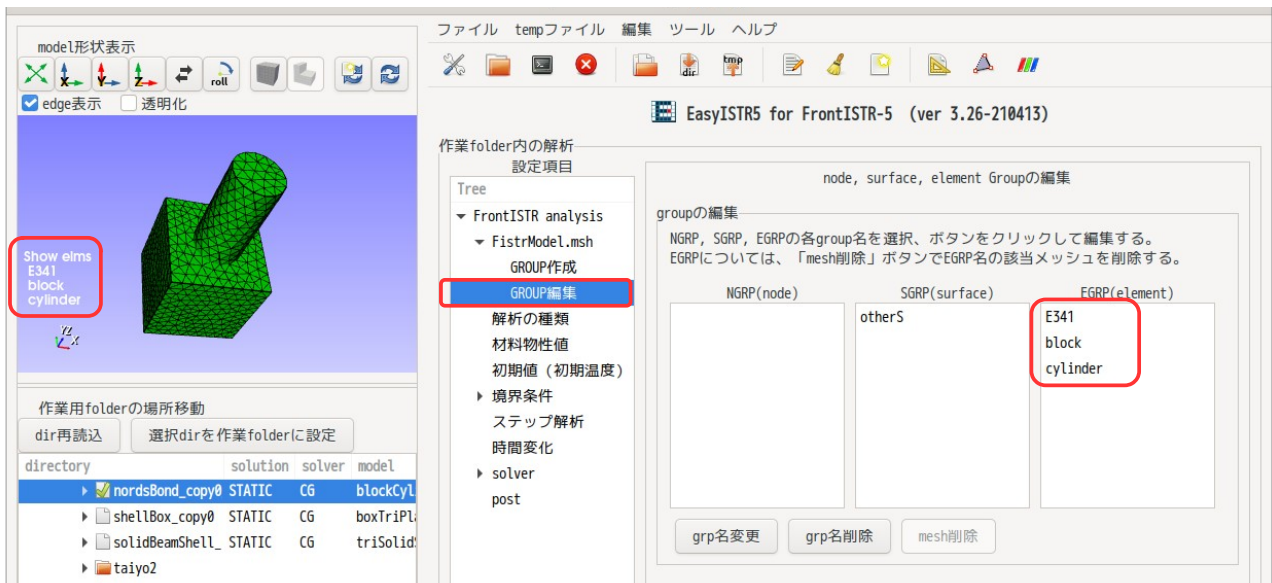 model形状表示
roll
edge表示 透明化
Show elms
E341
block
cylinder
作業用folderの場所移動
dir再読込 選択dirを作業folderに設定
directory solution solver model
nordsBond_copy0 STATIC CG blockCyl
shellBox_copy0 STATIC CG boxTriPla
solidBeamShell_ STATIC CG triSolid
taiyo2
ファイル tempファイル 編集 ツール ヘルプ
dir tmp
EasyISTR5 for FrontISTR-5 (ver 3.26-210413)
作業folder内の解析
設定項目
Tree
FrontISTR analysis
FistrModel.msh
GROUP作成
GROUP編集
解析の種類
材料物性値
初期値 (初期温度)
境界条件
ステップ解析
時間変化
solver
post
node, surface, element Groupの編集
groupの編集
NGRP, SGRP, EGRPの各group名を選択、ボタンをクリックして編集する。
EGRPについては、「mesh削除」ボタンでEGRP名の該当メッシュを削除する。
NGRP(node) SGRP(surface) EGRP(element)
otherS E341
block
cylinder
grp名変更 grp名削除 mesh削除